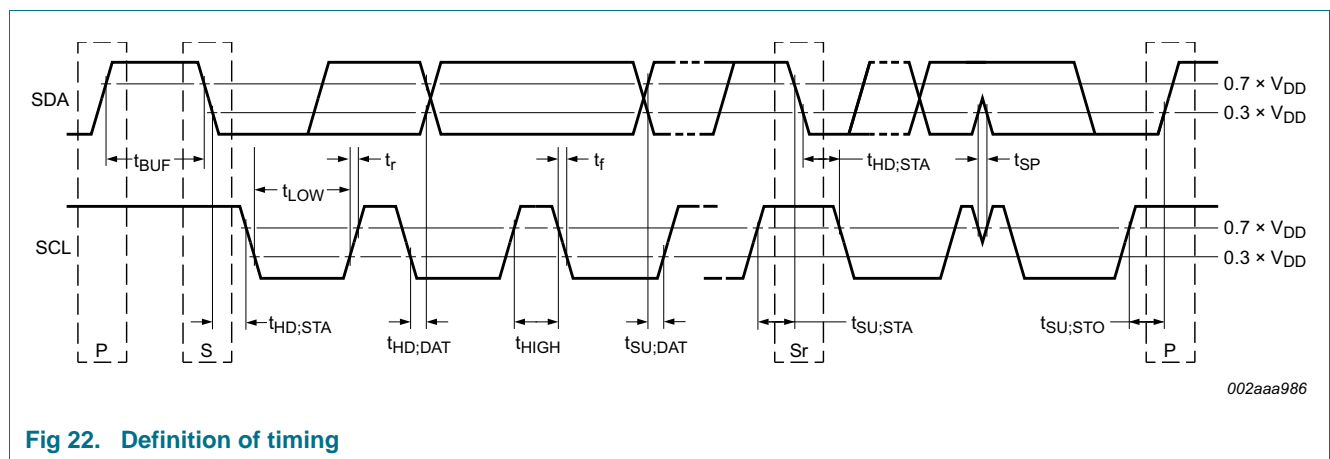 SDA
0.7 × VDD
0.3 × VDD
tBUF
tLOW
tr
tf
tHD;STA
tSP
SCL
0.7 × VDD
0.3 × VDD
tHD;STA
tHD;DAT
tHIGH
tSU;DAT
tSU;STA
tSU;STO
P
S
Sr
P
002aaa986
Fig 22. Definition of timing